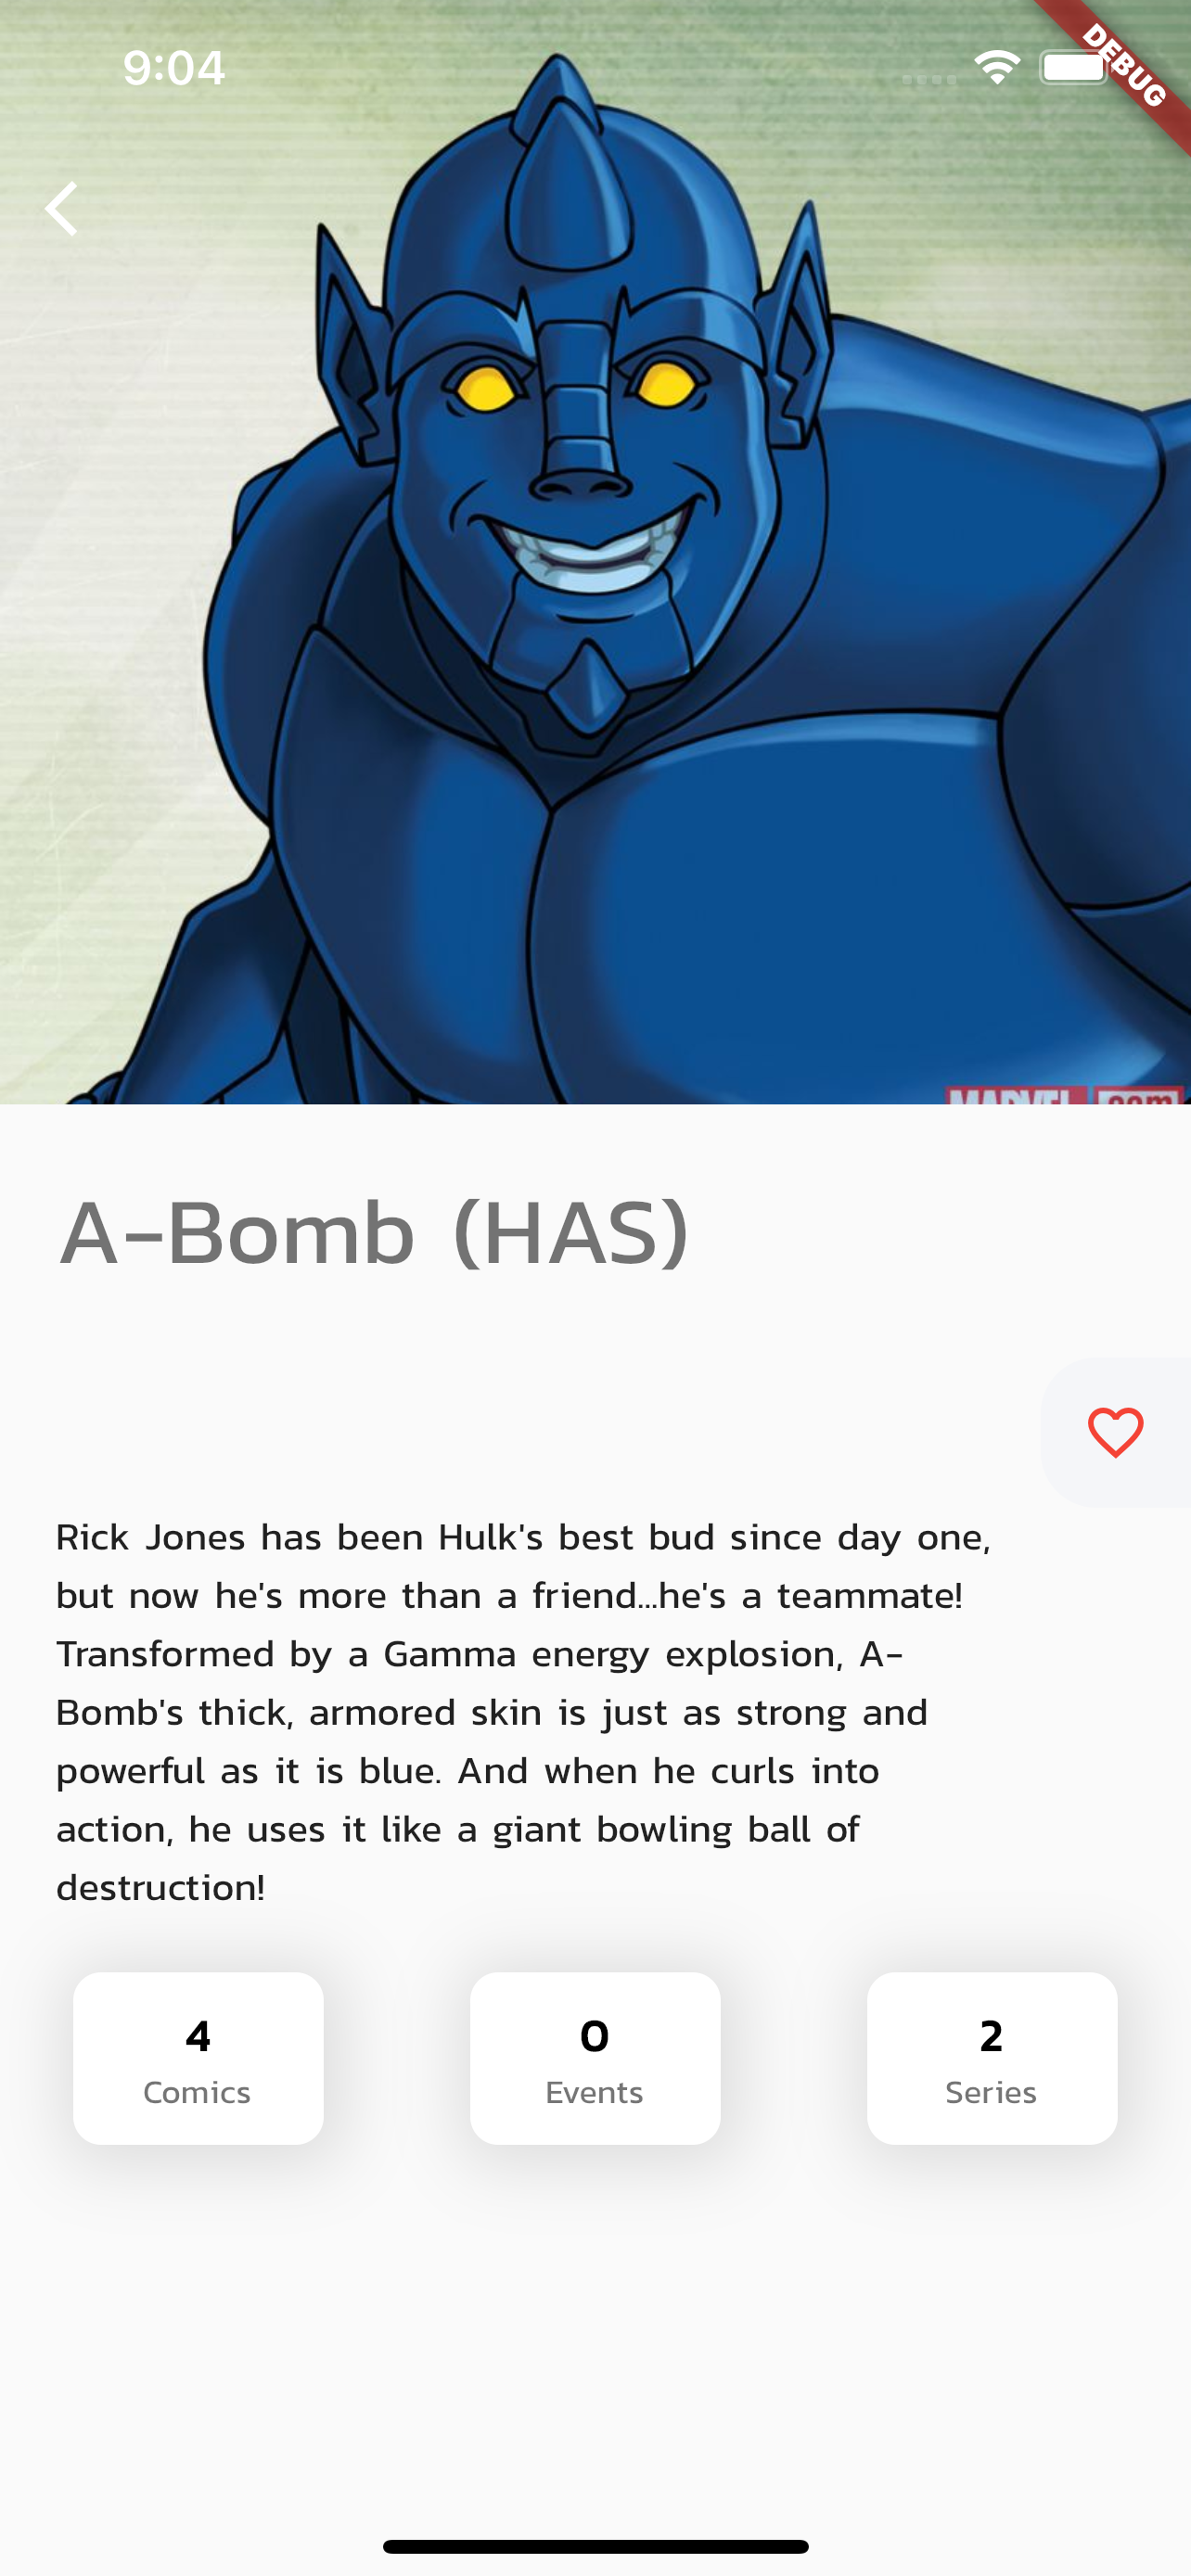 9:04
DEBUG
MARVEL .com
A-Bomb (HAS)
Rick Jones has been Hulk's best bud since day one,
but now he's more than a friend...he's a teammate!
Transformed by a Gamma energy explosion, A-
Bomb's thick, armored skin is just as strong and
powerful as it is blue. And when he curls into
action, he uses it like a giant bowling ball of
destruction!
4
Comics
0
Events
2
Series